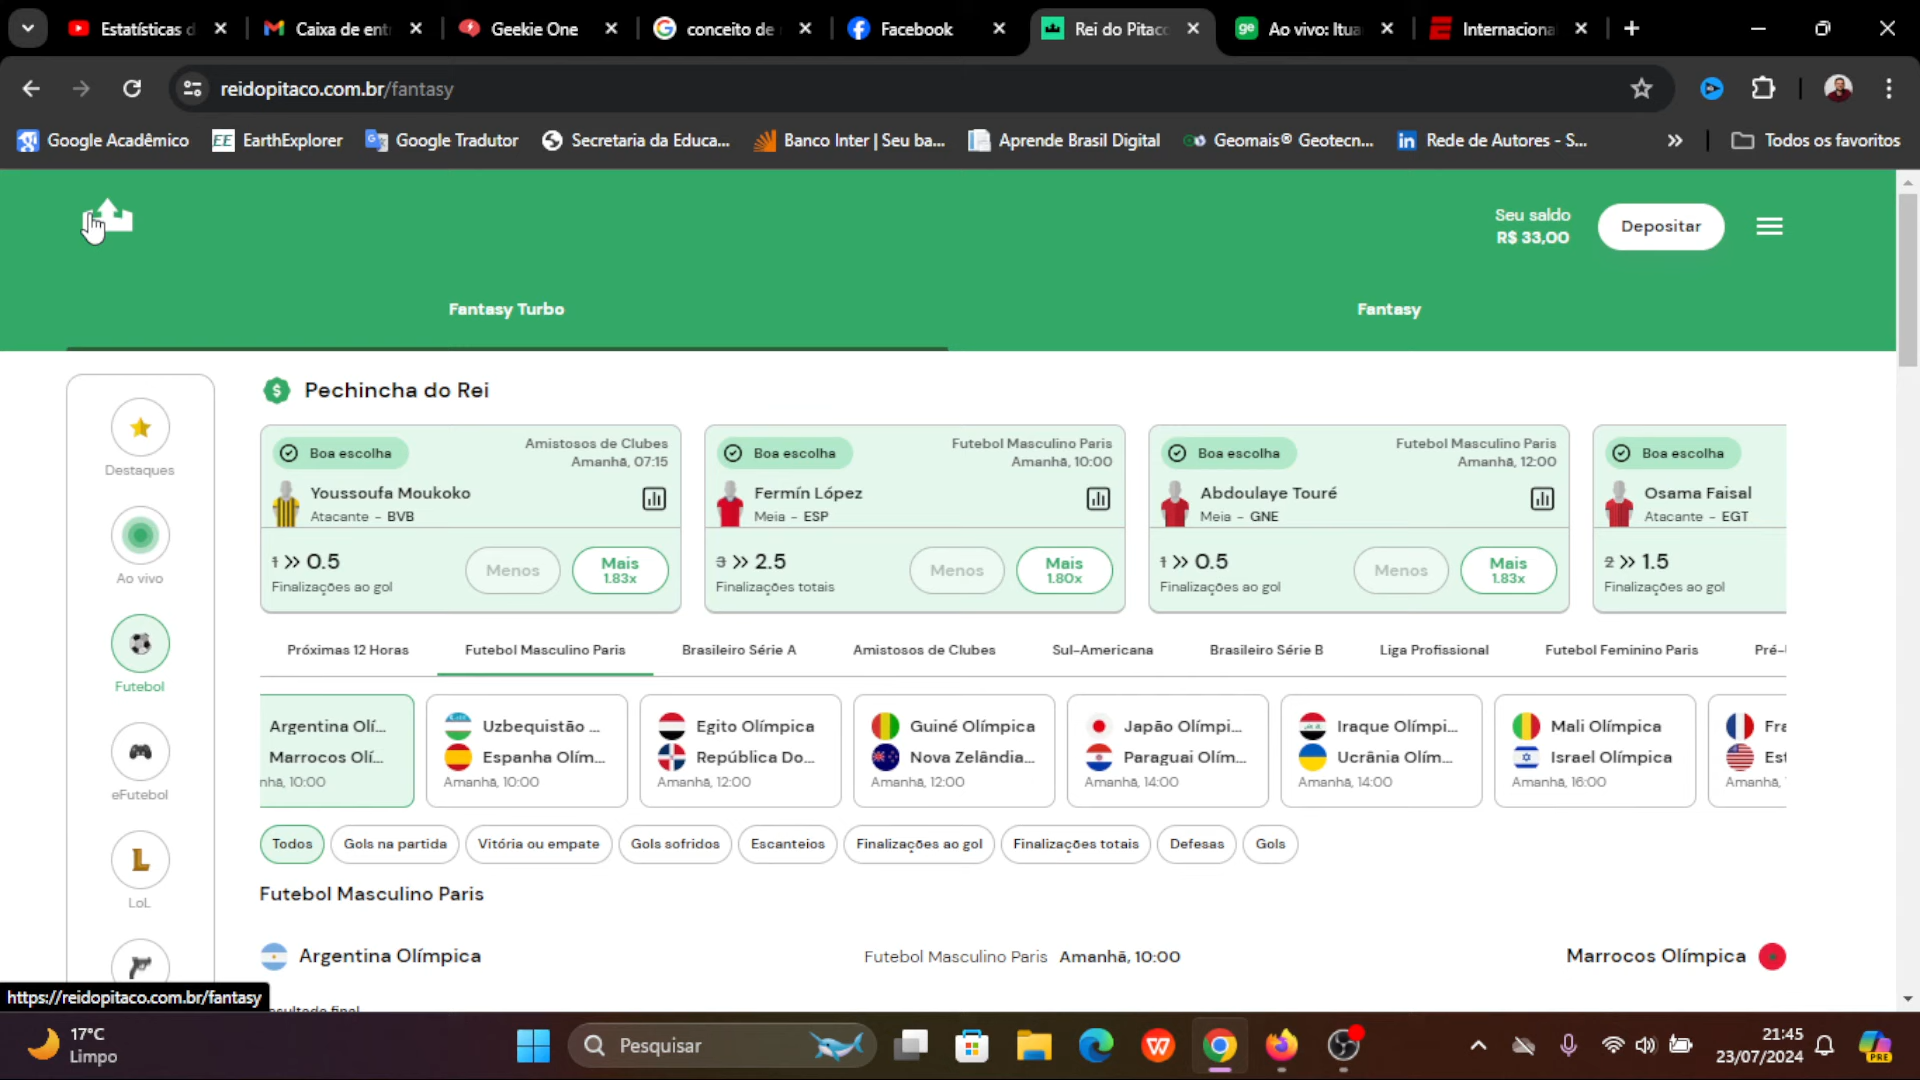 Estatísticas d
Caixa de ent
Geekie One
conceito de
Facebook
Rei do Pitaco
Ao vivo: Itua
Internaciona
reidopitaco.com.br/fantasy
Google Acadêmico
EE EarthExplorer
Google Tradutor
Secretaria da Educa...
Banco Inter | Seu ba...
Aprende Brasil Digital
Geomais® Geotecn...
Rede de Autores - S...
Todos os favoritos
Seu saldo
R$ 33,00
Depositar
Fantasy Turbo
Fantasy
Pechincha do Rei
Destaques
Ao vivo
Futebol
eFutebol
LoL
Boa escolha
Amistosos de Clubes
Amanhã, 07:15
Youssoufa Moukoko
Atacante - BVB
1 >> 0.5
Finalizações ao gol
Menos
Mais
1.83x
Boa escolha
Futebol Masculino Paris
Amanhã, 10:00
Fermín López
Meia - ESP
3 >> 2.5
Finalizações totais
Menos
Mais
1.80x
Boa escolha
Futebol Masculino Paris
Amanhã, 12:00
Abdoulaye Touré
Meia - GNE
1 >> 0.5
Finalizações ao gol
Menos
Mais
1.83x
Boa escolha
Osama Faisal
Atacante - EGT
2 >> 1.5
Finalizações ao gol
Próximas 12 Horas
Futebol Masculino Paris
Brasileiro Série A
Amistosos de Clubes
Sul-Americana
Brasileiro Série B
Liga Profissional
Futebol Feminino Paris
Pré-
Argentina Olí...
Marrocos Olí...
nhã, 10:00
Uzbequistão ...
Espanha Olím...
Amanhã, 10:00
Egito Olímpica
República Do...
Amanhã, 12:00
Guiné Olímpica
Nova Zelândia...
Amanhã, 12:00
Japão Olímpi...
Paraguai Olím...
Amanhã, 14:00
Iraque Olímpi...
Ucrânia Olím...
Amanhã, 14:00
Mali Olímpica
Israel Olímpica
Amanhã, 16:00
Fra
Est
Amanhã,
Todos
Gols na partida
Vitória ou empate
Gols sofridos
Escanteios
Finalizações ao gol
Finalizações totais
Defesas
Gols
Futebol Masculino Paris
Argentina Olímpica
Futebol Masculino Paris Amanhã, 10:00
Marrocos Olímpica
https://reidopitaco.com.br/fantasy
esultado final
17°C
Limpo
Pesquisar
21:45
23/07/2024
PRE